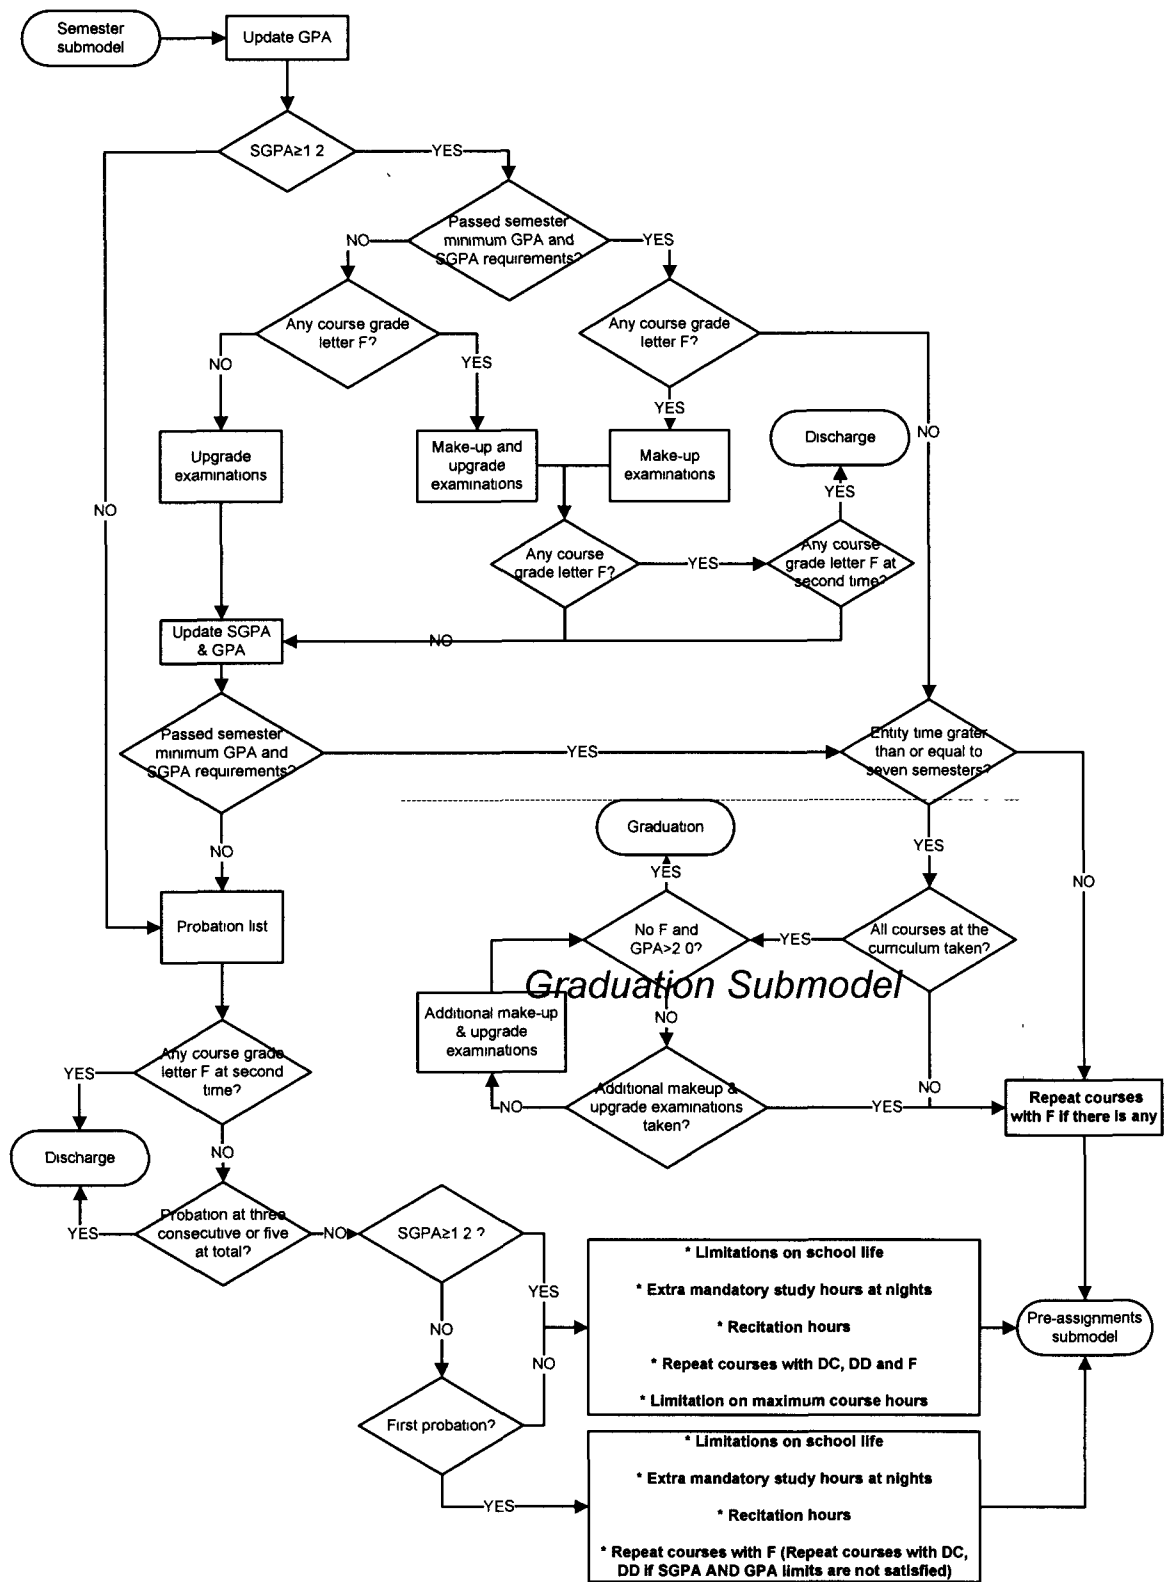 Semester
submodel
Update GPA
SGPA≥1 2
YES
Passed semester
minimum GPA and
SGPA requirements?
NO
YES
Any course grade
letter F?
Any course grade
letter F?
NO
YES
YES
NO
Discharge
Upgrade
examinations
Make-up and
upgrade
examinations
Make-up
examinations
YES
NO
Any course
grade letter F?
YES
Any course
grade letter F at
second time?
Update SGPA
& GPA
NO
Passed semester
minimum GPA and
SGPA requirements?
YES
Entity time grater
than or equal to
seven semesters?
Graduation
NO
YES
YES
NO
Probation list
No F and
GPA>2 0?
YES
All courses at the
curriculum taken?
Graduation Submodel
Additional make-up
& upgrade
examinations
NO
Any course grade
letter F at second
time?
YES
NO
Additional makeup &
upgrade examinations
taken?
YES
NO
Repeat courses
with F if there is any
Discharge
NO
YES
Probation at three
consecutive or five
at total?
NO
SGPA≥1 2 ?
YES
NO
NO
First probation?
YES
* Limitations on school life
* Extra mandatory study hours at nights
* Recitation hours
* Repeat courses with DC, DD and F
* Limitation on maximum course hours
Pre-assignments
submodel
* Limitations on school life
* Extra mandatory study hours at nights
* Recitation hours
* Repeat courses with F (Repeat courses with DC,
DD if SGPA AND GPA limits are not satisfied)